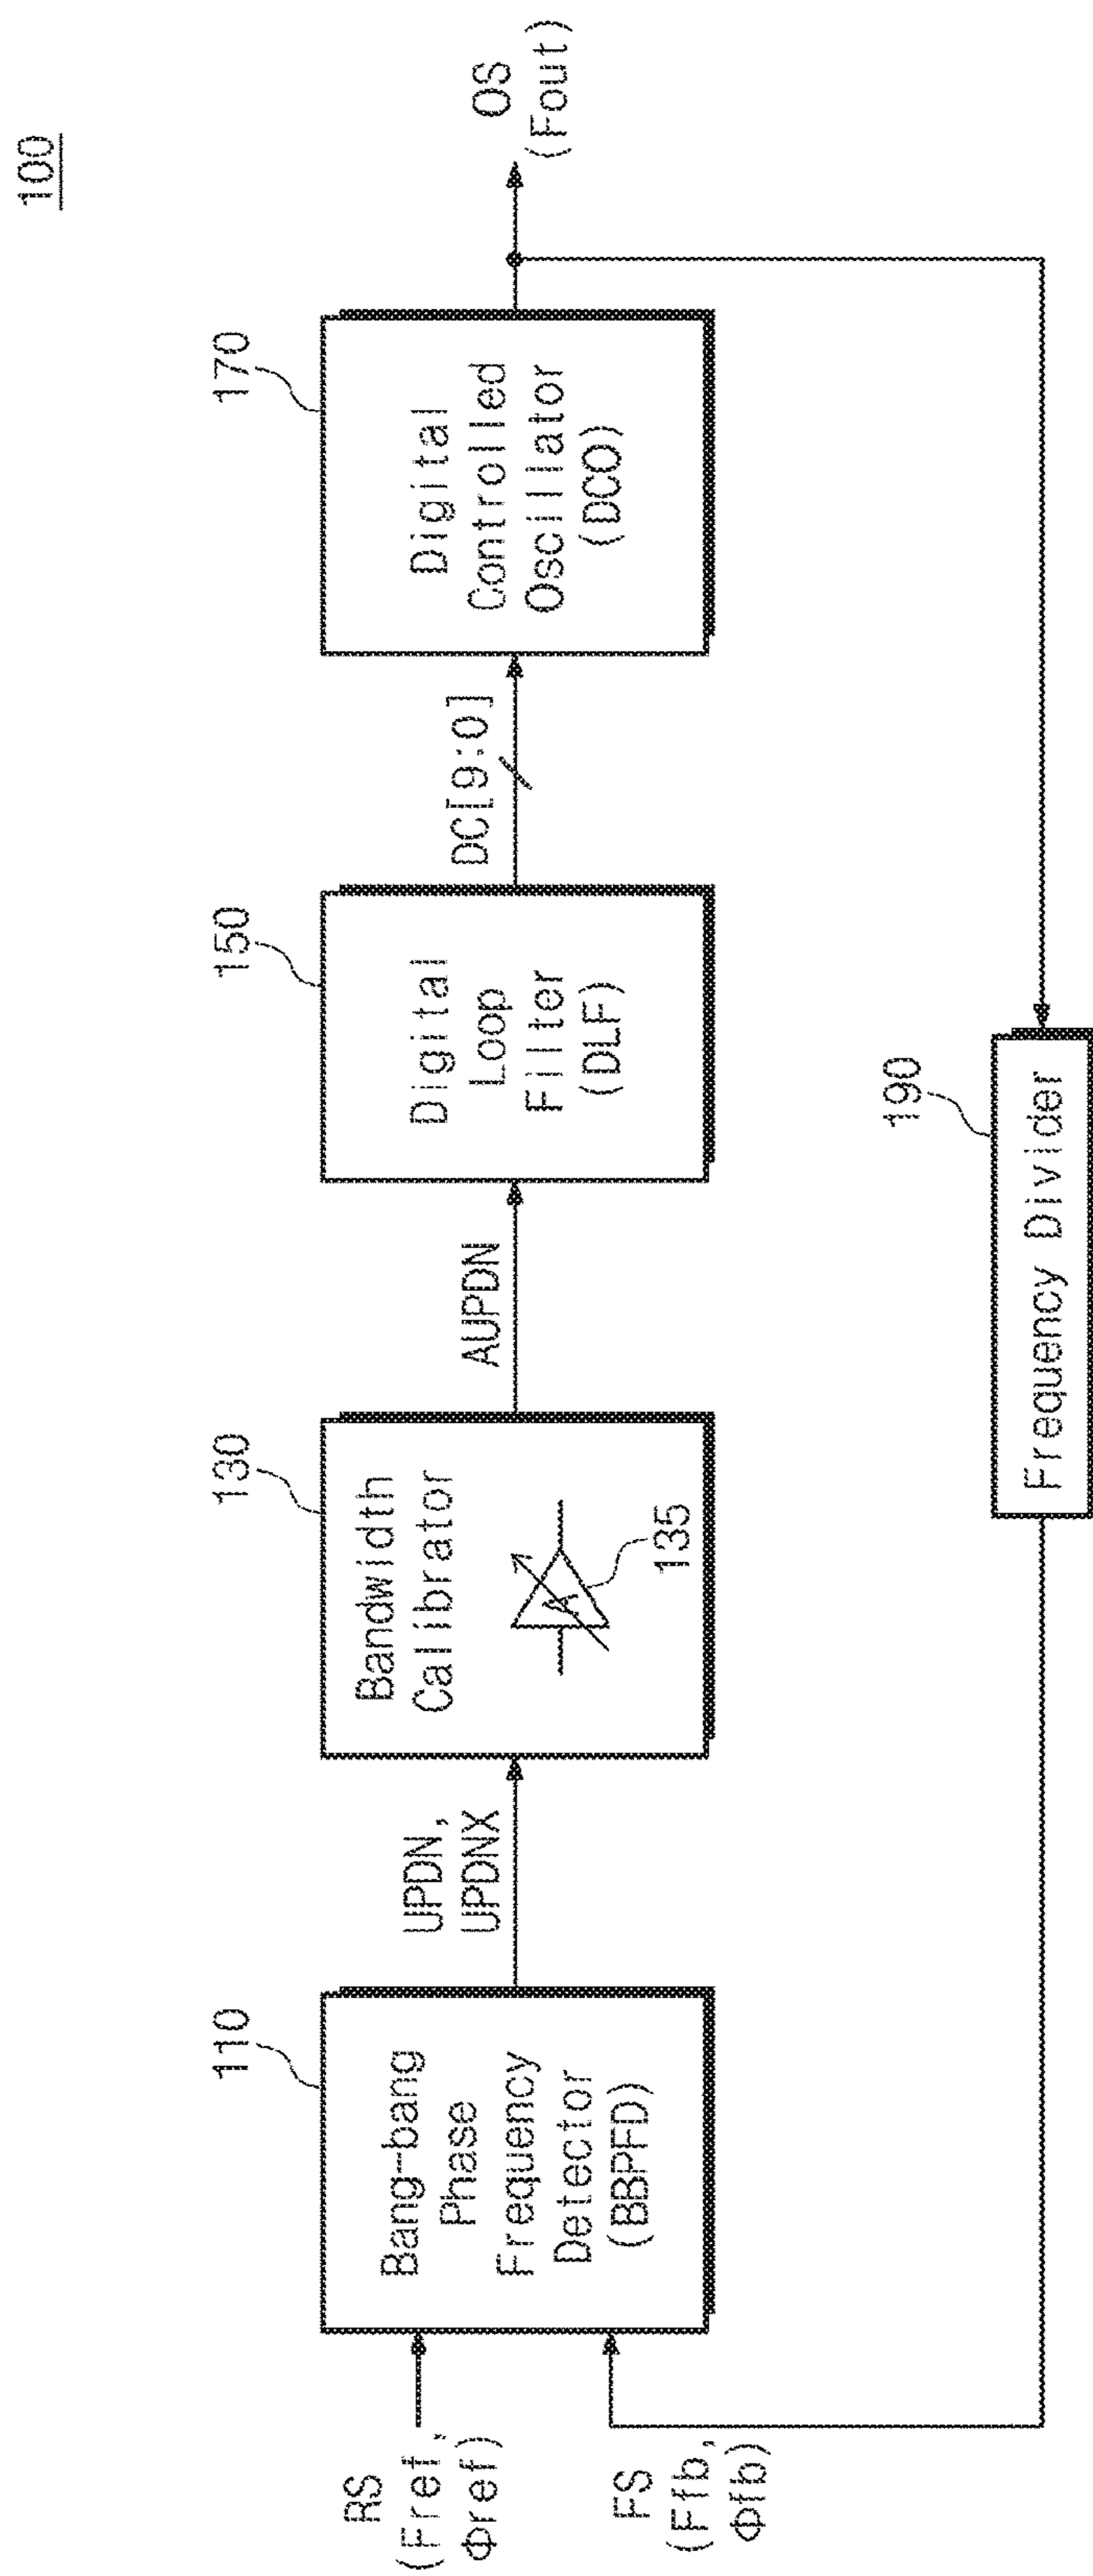 100
110
130
150
170
RS
(Fref,
Φref)
FS
(Ffb,
Φfb)
Bang-bang
Phase
Frequency
Detector
(BBPFD)
UPDN,
UPDNX
Bandwidth
Calibrator
A
135
AUPDN
Digital
Loop
Filter
(DLF)
DC[9:0]
Digital
Controlled
Oscillator
(DCO)
OS
(Fout)
190
Frequency Divider